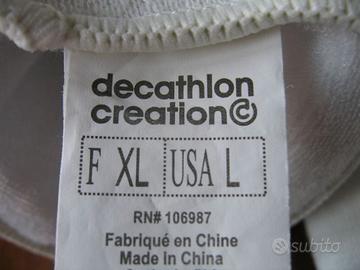 decathlon
creation©
F XL USA L
RN# 106987
Fabriqué en Chine
Made in China
subito